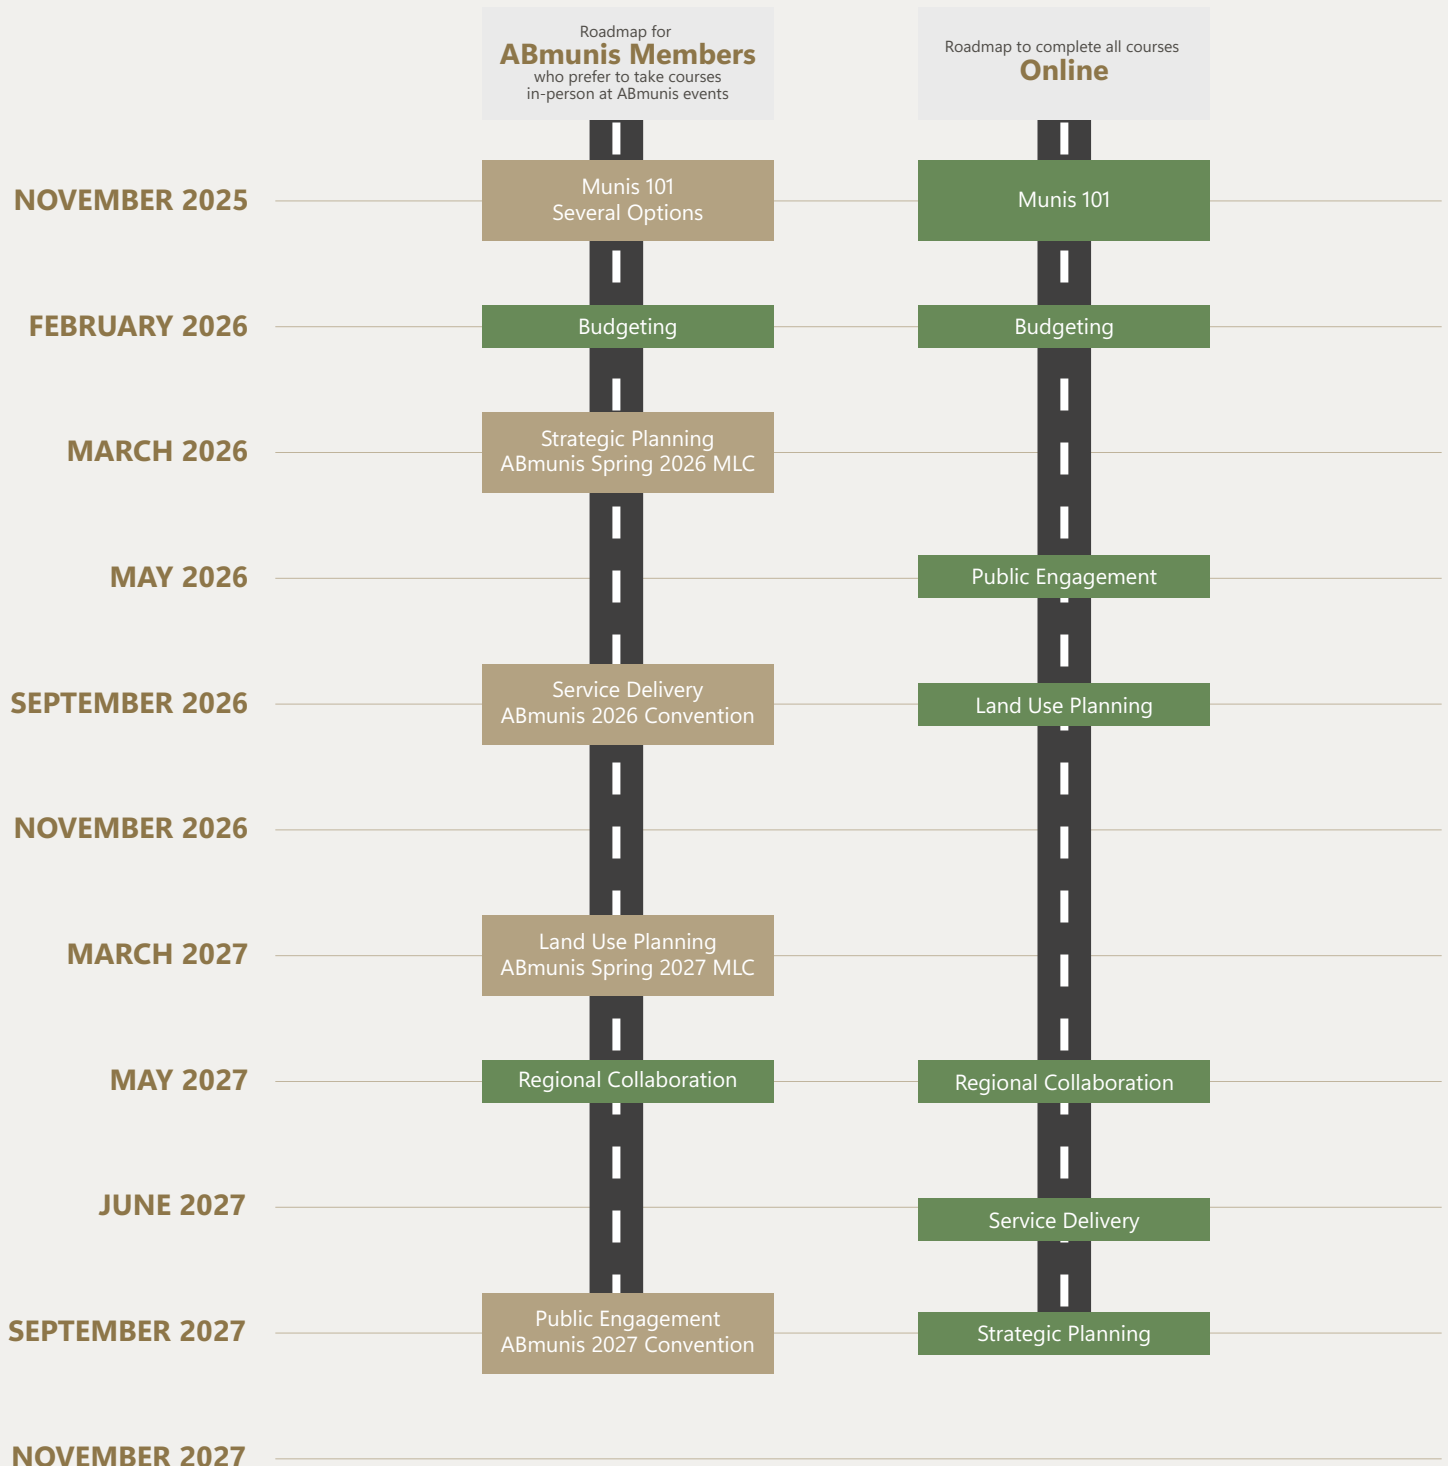 Roadmap for
ABmunis Members
who prefer to take courses
in-person at ABmunis events
Roadmap to complete all courses
Online
NOVEMBER 2025
Munis 101
Several Options
Munis 101
FEBRUARY 2026
Budgeting
Budgeting
MARCH 2026
Strategic Planning
ABmunis Spring 2026 MLC
MAY 2026
Public Engagement
SEPTEMBER 2026
Service Delivery
ABmunis 2026 Convention
Land Use Planning
NOVEMBER 2026
MARCH 2027
Land Use Planning
ABmunis Spring 2027 MLC
MAY 2027
Regional Collaboration
Regional Collaboration
JUNE 2027
Service Delivery
SEPTEMBER 2027
Public Engagement
ABmunis 2027 Convention
Strategic Planning
NOVEMBER 2027